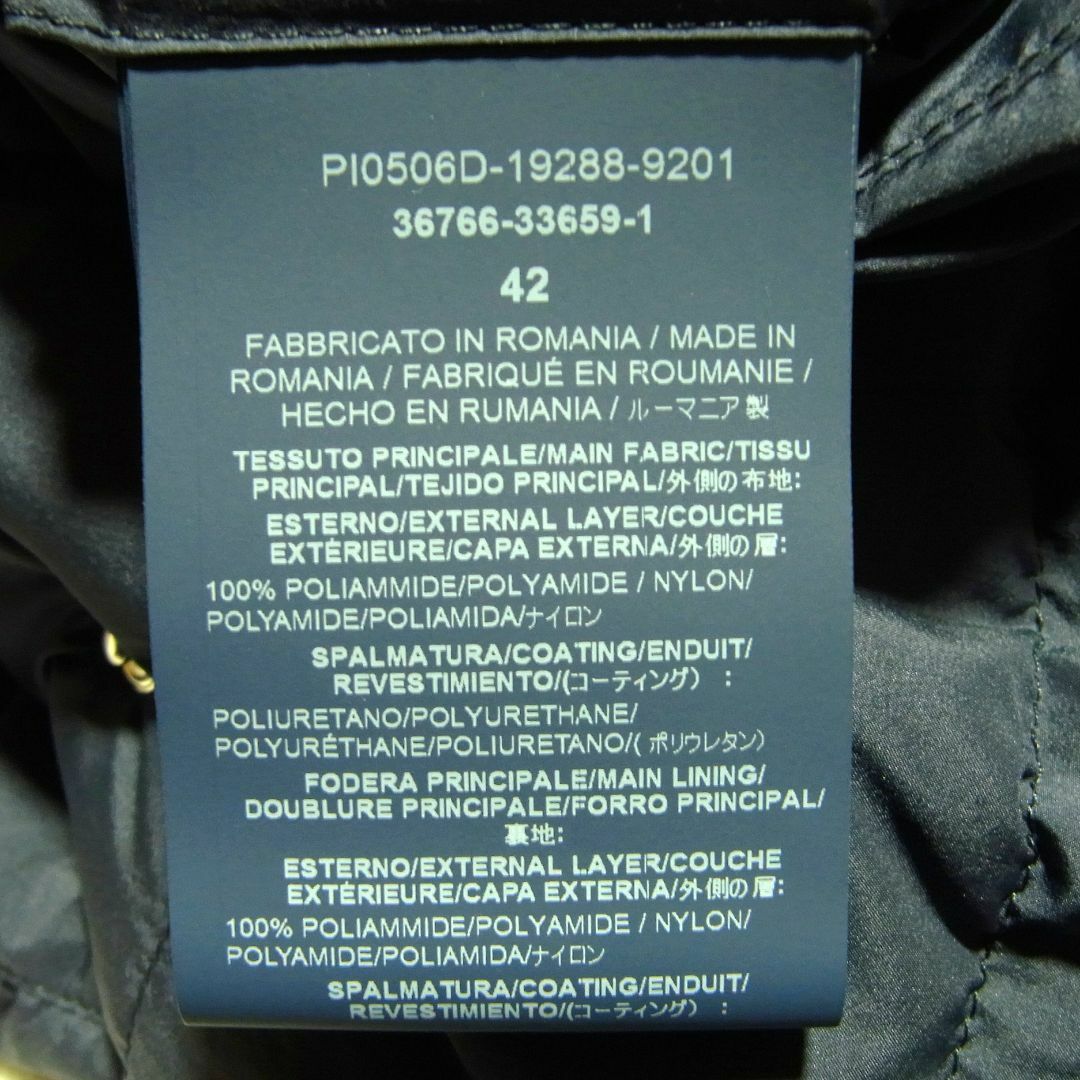 PI0506D-19288-9201
36766-33659-1
42
FABBRICATO IN ROMANIA / MADE IN
ROMANIA / FABRIQUÉ EN ROUMANIE /
HECHO EN RUMANIA / ルーマニア製
TESSUTO PRINCIPALE/MAIN FABRIC/TISSU
PRINCIPAL/TEJIDO PRINCIPAL/外側の布地:
ESTERNO/EXTERNAL LAYER/COUCHE
EXTÉRIEURE/CAPA EXTERNA/外側の層:
100% POLIAMMIDE/POLYAMIDE / NYLON/
POLYAMIDE/POLIAMIDA/ナイロン
SPALMATURA/COATING/ENDUIT/
REVESTIMIENTO/(コーティング) :
POLIURETANO/POLYURETHANE/
POLYURÉTHANE/POLIURETANO/( ポリウレタン)
FODERA PRINCIPALE/MAIN LINING/
DOUBLURE PRINCIPALE/FORRO PRINCIPAL/
裏地:
ESTERNO/EXTERNAL LAYER/COUCHE
EXTÉRIEURE/CAPA EXTERNA/外側の層:
100% POLIAMMIDE/POLYAMIDE / NYLON/
POLYAMIDE/POLIAMIDA/ナイロン
SPALMATURA/COATING/ENDUIT/
REVESTIMIENTO/(コーティング) :